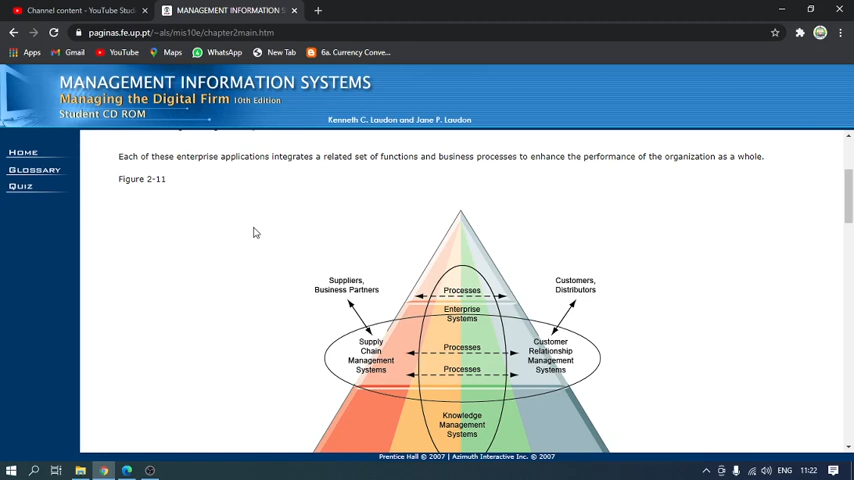 Channel content - YouTube Stud
MANAGEMENT INFORMATION S
paginas.fe.up.pt/~als/mis10e/chapter2main.htm
Apps
Gmail
YouTube
Maps
WhatsApp
New Tab
6a. Currency Conve...
MANAGEMENT INFORMATION SYSTEMS
Managing the Digital Firm 10th Edition
Student CD ROM
Kenneth C. Laudon and Jane P. Laudon
HOME
GLOSSARY
QUIZ
Each of these enterprise applications integrates a related set of functions and business processes to enhance the performance of the organization as a whole.
Figure 2-11
Suppliers,
Business Partners
Customers,
Distributors
Processes
Enterprise
Systems
Supply
Chain
Management
Systems
Processes
Processes
Customer
Relationship
Management
Systems
Knowledge
Management
Systems
Prentice Hall © 2007 | Azimuth Interactive Inc. © 2007
ENG
11:22